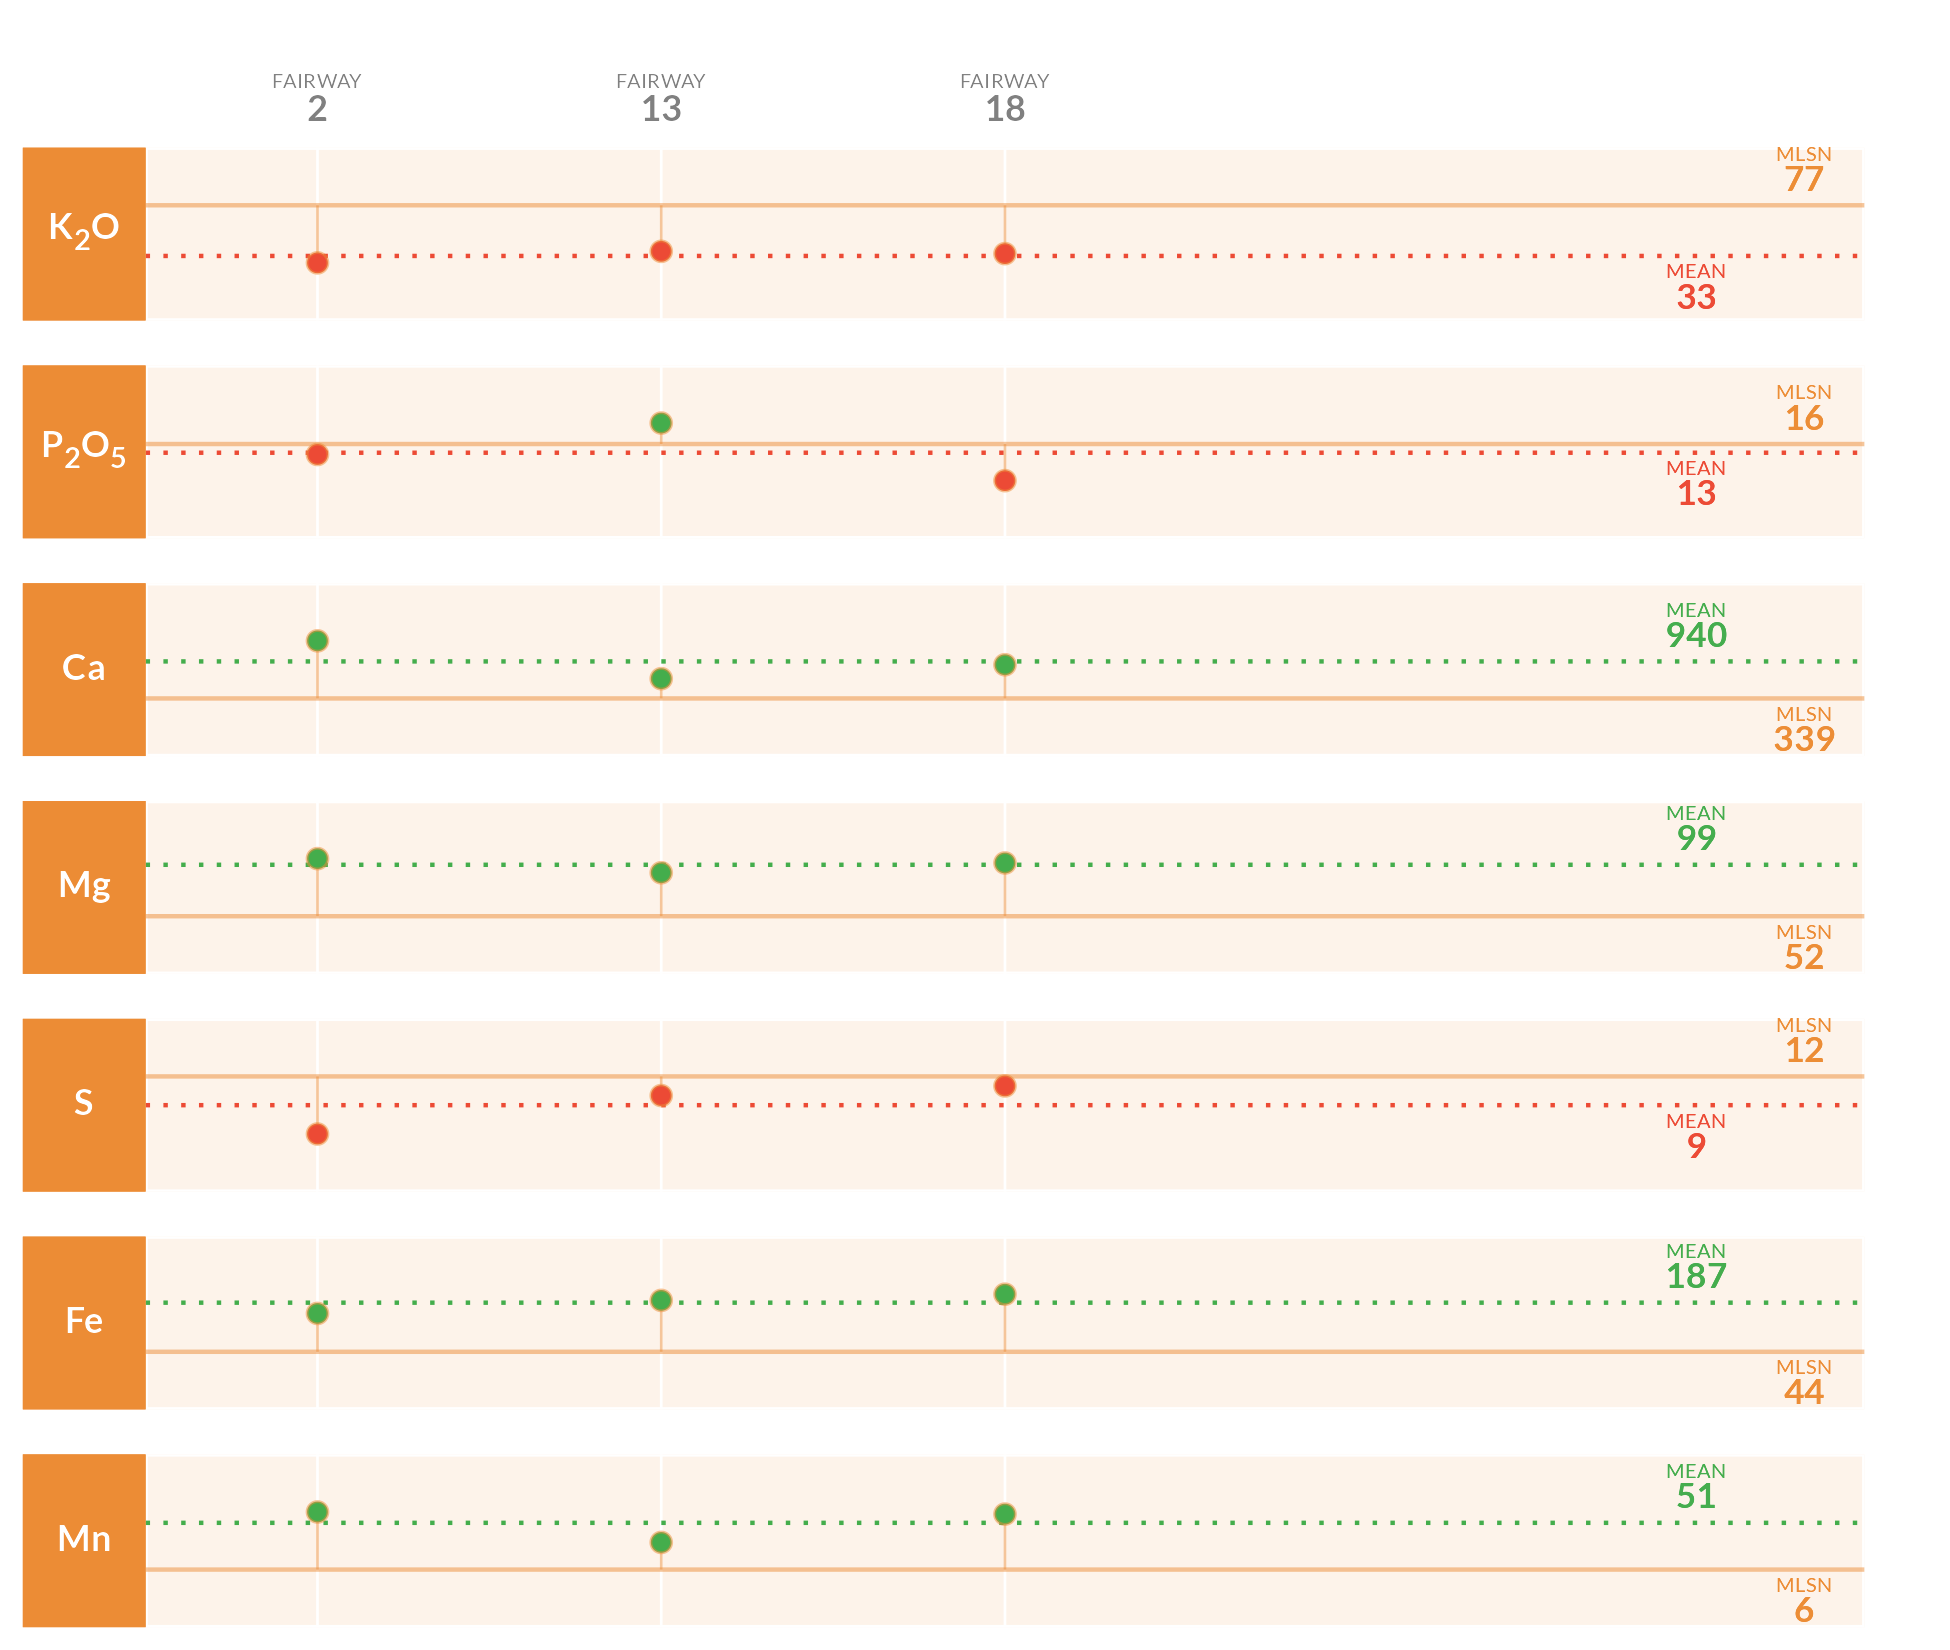 FAIRWAY FAIRWAY FAIRWAY
2 13 18
MLSN
77
K₂O
MEAN
33
MLSN
16
P₂O₅
MEAN
13
MEAN
940
Ca
MLSN
339
MEAN
99
Mg
MLSN
52
MLSN
12
S
MEAN
9
MEAN
187
Fe
MLSN
44
MEAN
51
Mn
MLSN
6